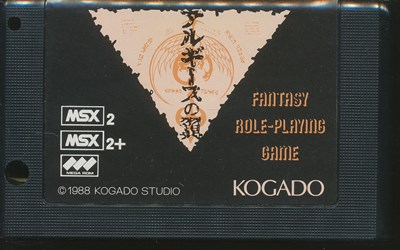 テルギースの翼
FANTASY
ROLE-PLAYING
GAME
MSX 2
MSX 2+
MEGA ROM
© 1988 KOGADO STUDIO
KOGADO